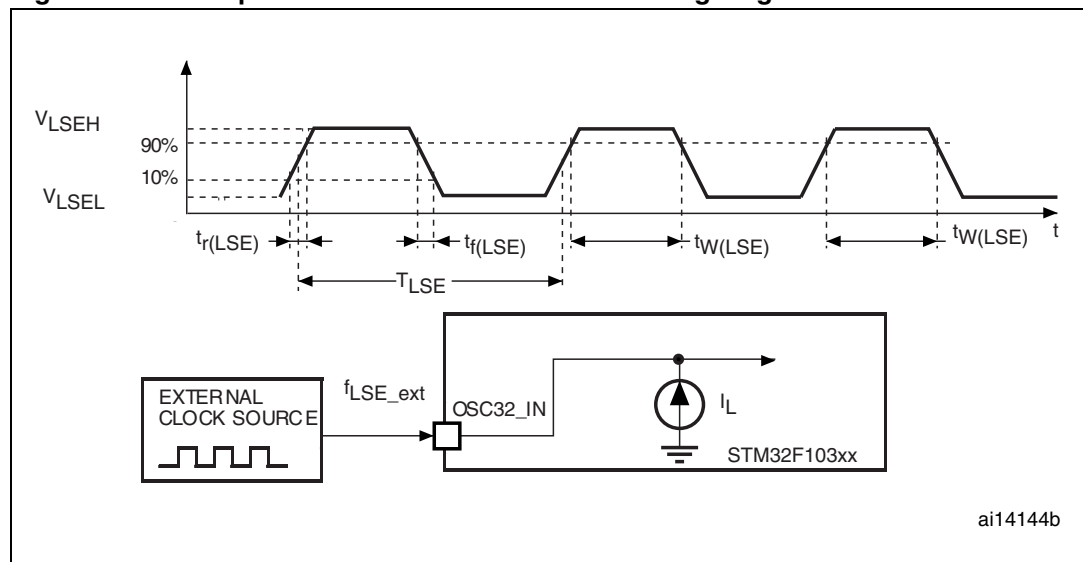 VLSEH
90%
10%
VLSEL
tr(LSE)
tf(LSE)
tW(LSE)
tW(LSE)
t
TLSE
EXTERNAL
CLOCK SOURCE
fLSE_ext
OSC32_IN
IL
STM32F103xx
ai14144b